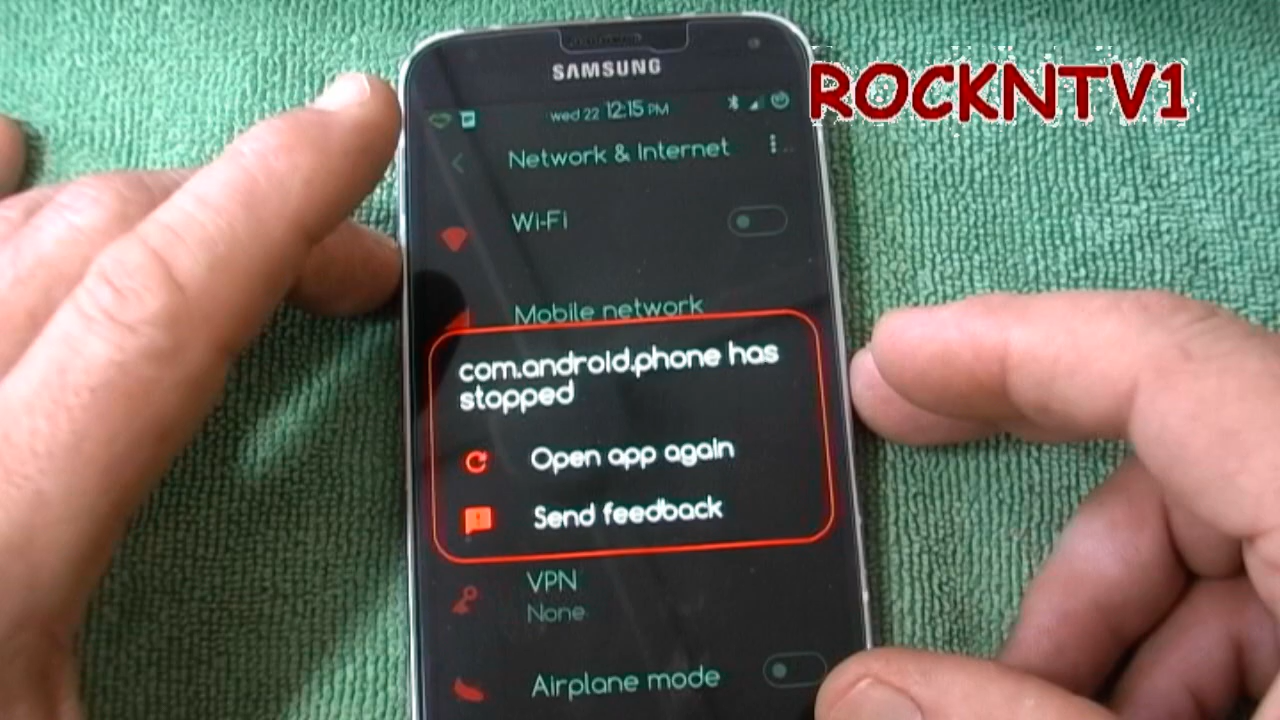 ROCKNTV1
SAMSUNG
wed 22 12:15 PM
Network & Internet
Wi-Fi
Mobile network
com.android.phone has
stopped
Open app again
Send feedback
VPN
None
Airplane mode